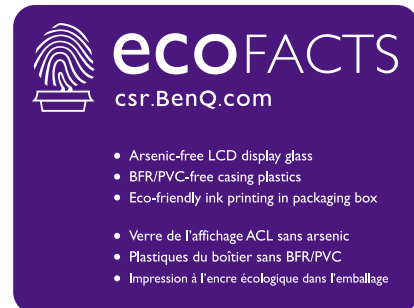 ecoFACTS
csr.BenQ.com
• Arsenic-free LCD display glass
• BFR/PVC-free casing plastics
• Eco-friendly ink printing in packaging box
• Verre de l'affichage ACL sans arsenic
• Plastiques du boîtier sans BFR/PVC
• Impression à l'encre écologique dans l'emballage